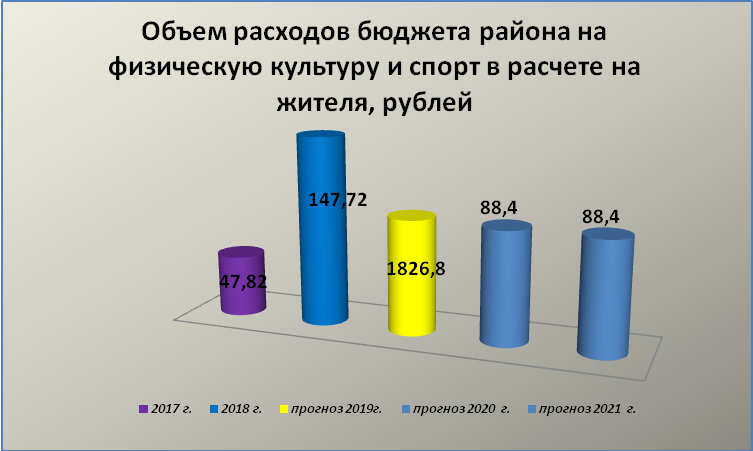 Объем расходов бюджета района на
физическую культуру и спорт в расчете на
жителя, рублей
147,72
88,4
88,4
47,82
1826,8
2017 г. 2018 г. прогноз 2019г. прогноз 2020 г. прогноз 2021 г.